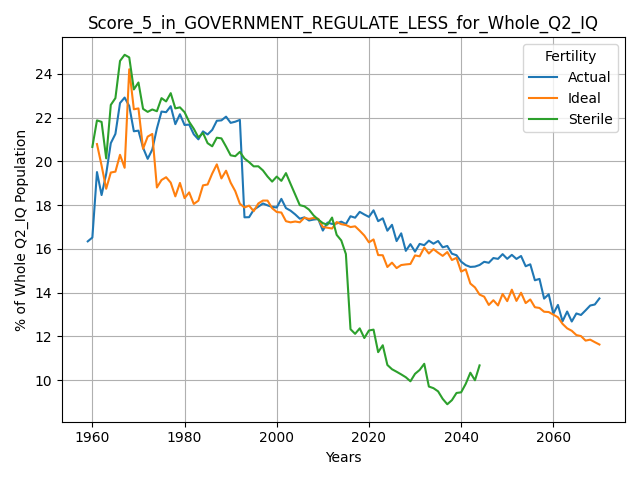 Score_5_in_GOVERNMENT_REGULATE_LESS_for_Whole_Q2_IQ
Fertility
Actual
Ideal
Sterile
% of Whole Q2_IQ Population
24
22
20
18
16
14
12
10
1960 1980 2000 2020 2040 2060
Years